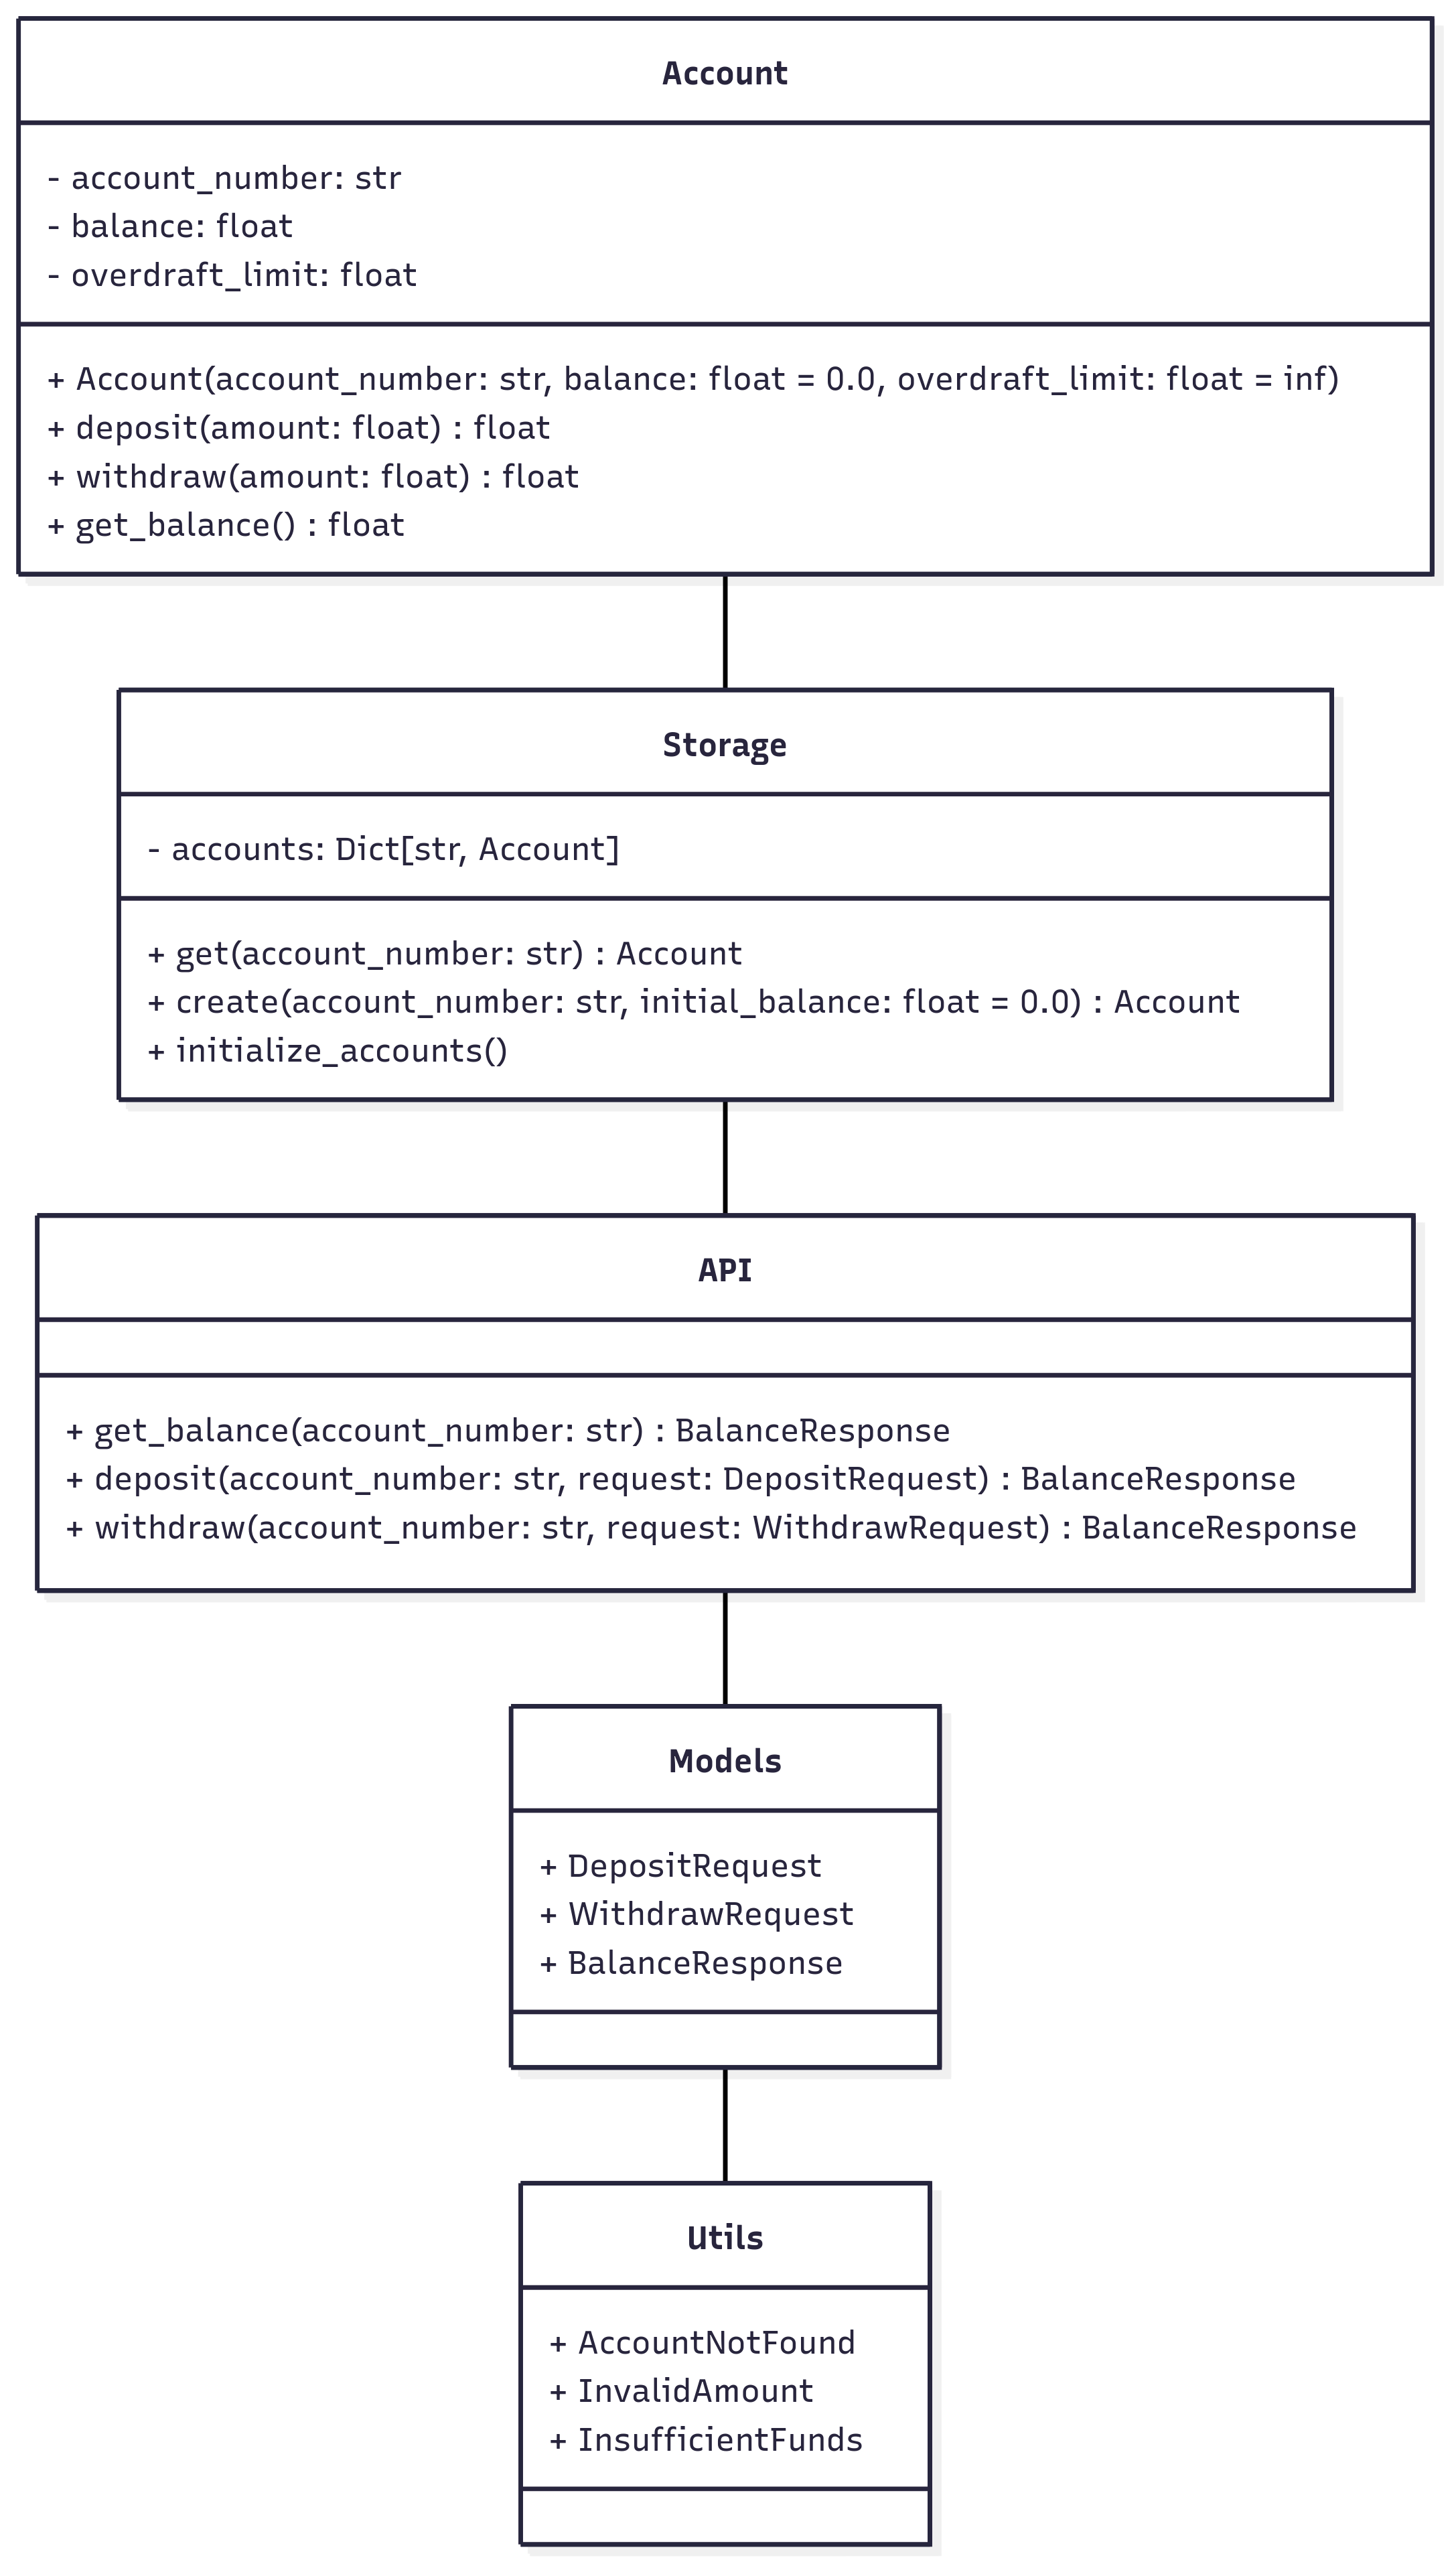 Account
- account_number: str
- balance: float
- overdraft_limit: float
+ Account(account_number: str, balance: float = 0.0, overdraft_limit: float = inf)
+ deposit(amount: float) : float
+ withdraw(amount: float) : float
+ get_balance() : float
Storage
- accounts: Dict[str, Account]
+ get(account_number: str) : Account
+ create(account_number: str, initial_balance: float = 0.0) : Account
+ initialize_accounts()
API
+ get_balance(account_number: str) : BalanceResponse
+ deposit(account_number: str, request: DepositRequest) : BalanceResponse
+ withdraw(account_number: str, request: WithdrawRequest) : BalanceResponse
Models
+ DepositRequest
+ WithdrawRequest
+ BalanceResponse
Utils
+ AccountNotFound
+ InvalidAmount
+ InsufficientFunds